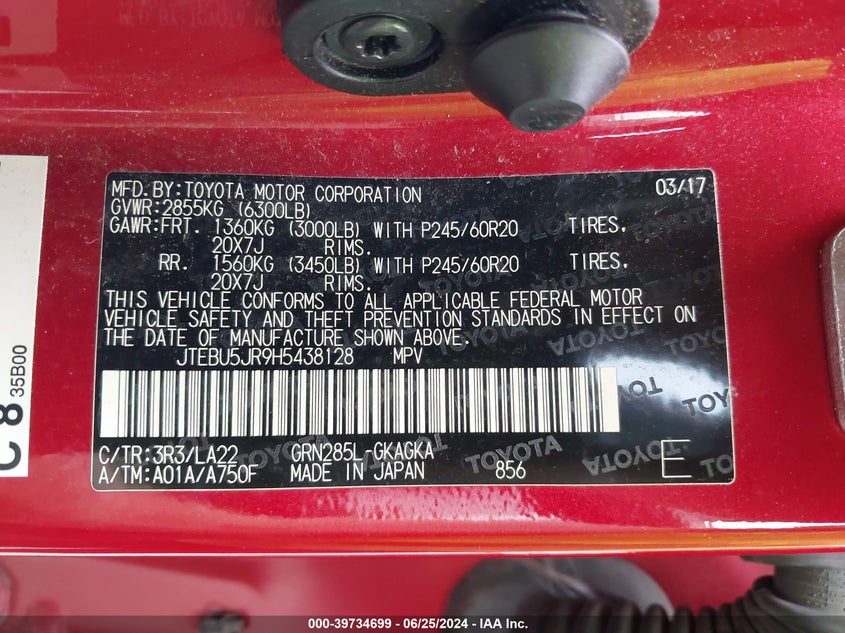 MFD.BY:TOYOTA MOTOR CORPORATION 03/17
GVWR:2855KG (6300LB)
GAWR:FRT. 1360KG (3000LB) WITH P245/60R20 TIRES,
20X7J RIMS.
RR. 1560KG (3450LB) WITH P245/60R20 TIRES,
20X7J RIMS.
THIS VEHICLE CONFORMS TO ALL APPLICABLE FEDERAL MOTOR
VEHICLE SAFETY AND THEFT PREVENTION STANDARDS IN EFFECT ON
THE DATE OF MANUFACTURE SHOWN ABOVE.
JTEBU5JR9H5438128 MPV
C/TR:3R3/LA22 GRN285L-GKAGKA
A/TM:A01A/A750F MADE IN JAPAN 856 E
TOYOTA
C 8 35B00
000-39734699 - 06/25/2024 - IAA Inc.